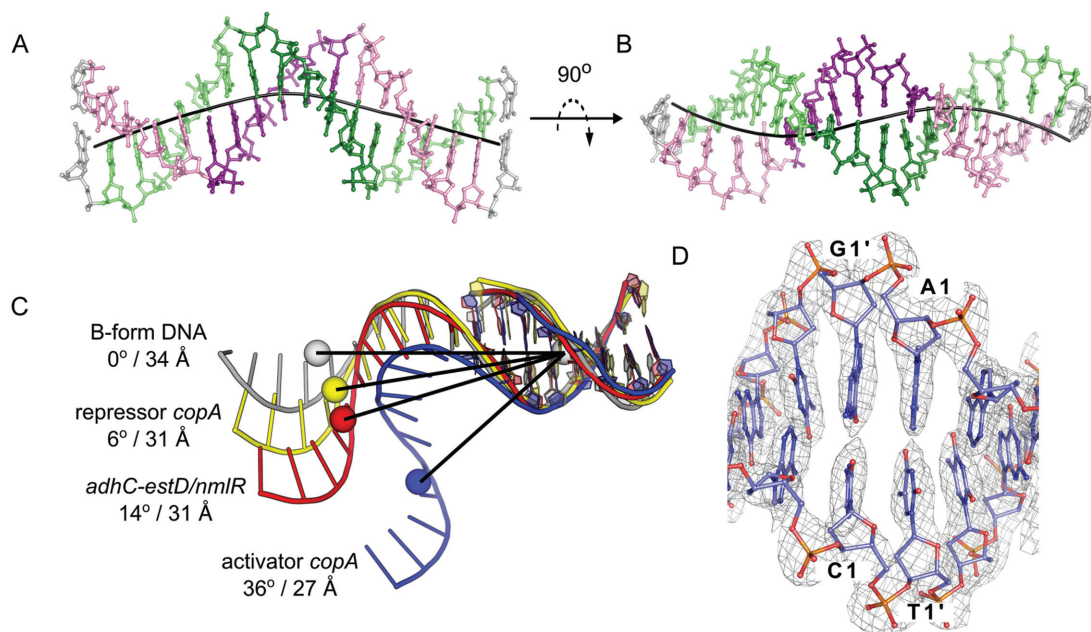 A
90°
B
C
B-form DNA
0° / 34 Å
repressor copA
6° / 31 Å
adhC-estD/nmlR
14° / 31 Å
activator copA
36° / 27 Å
D
G1'
A1
C1
T1'